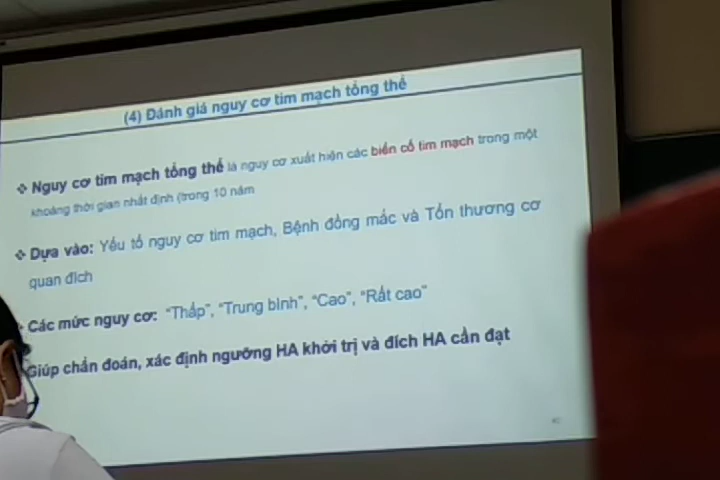 (4) Đánh giá nguy cơ tim mạch tổng thể
❖ Nguy cơ tim mạch tổng thể là nguy cơ xuất hiện các biến cố tim mạch trong một
khoảng thời gian nhất định (trong 10 năm
❖ Dựa vào: Yếu tố nguy cơ tim mạch, Bệnh đồng mắc và Tổn thương cơ
quan đích
Các mức nguy cơ: "Thấp", "Trung bình", "Cao", "Rất cao"
Giúp chẩn đoán, xác định ngưỡng HA khởi trị và đích HA cần đạt